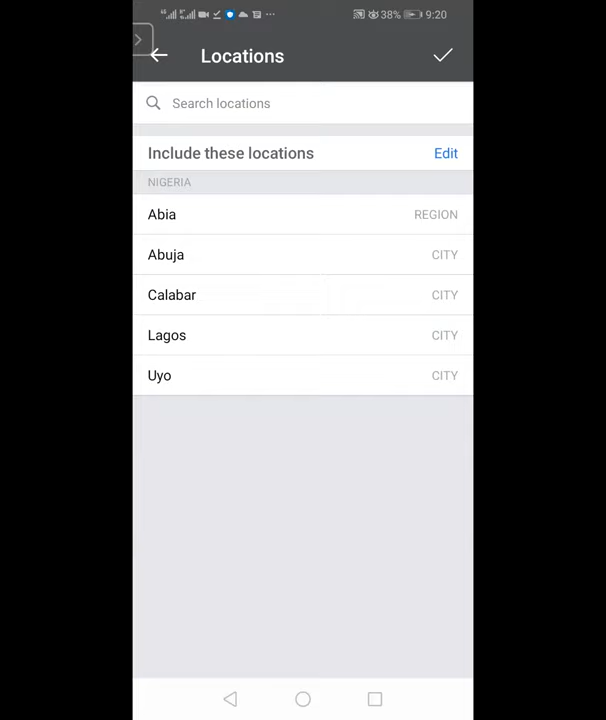 38% 9:20
Locations
Search locations
Include these locations Edit
NIGERIA
Abia REGION
Abuja CITY
Calabar CITY
Lagos CITY
Uyo CITY